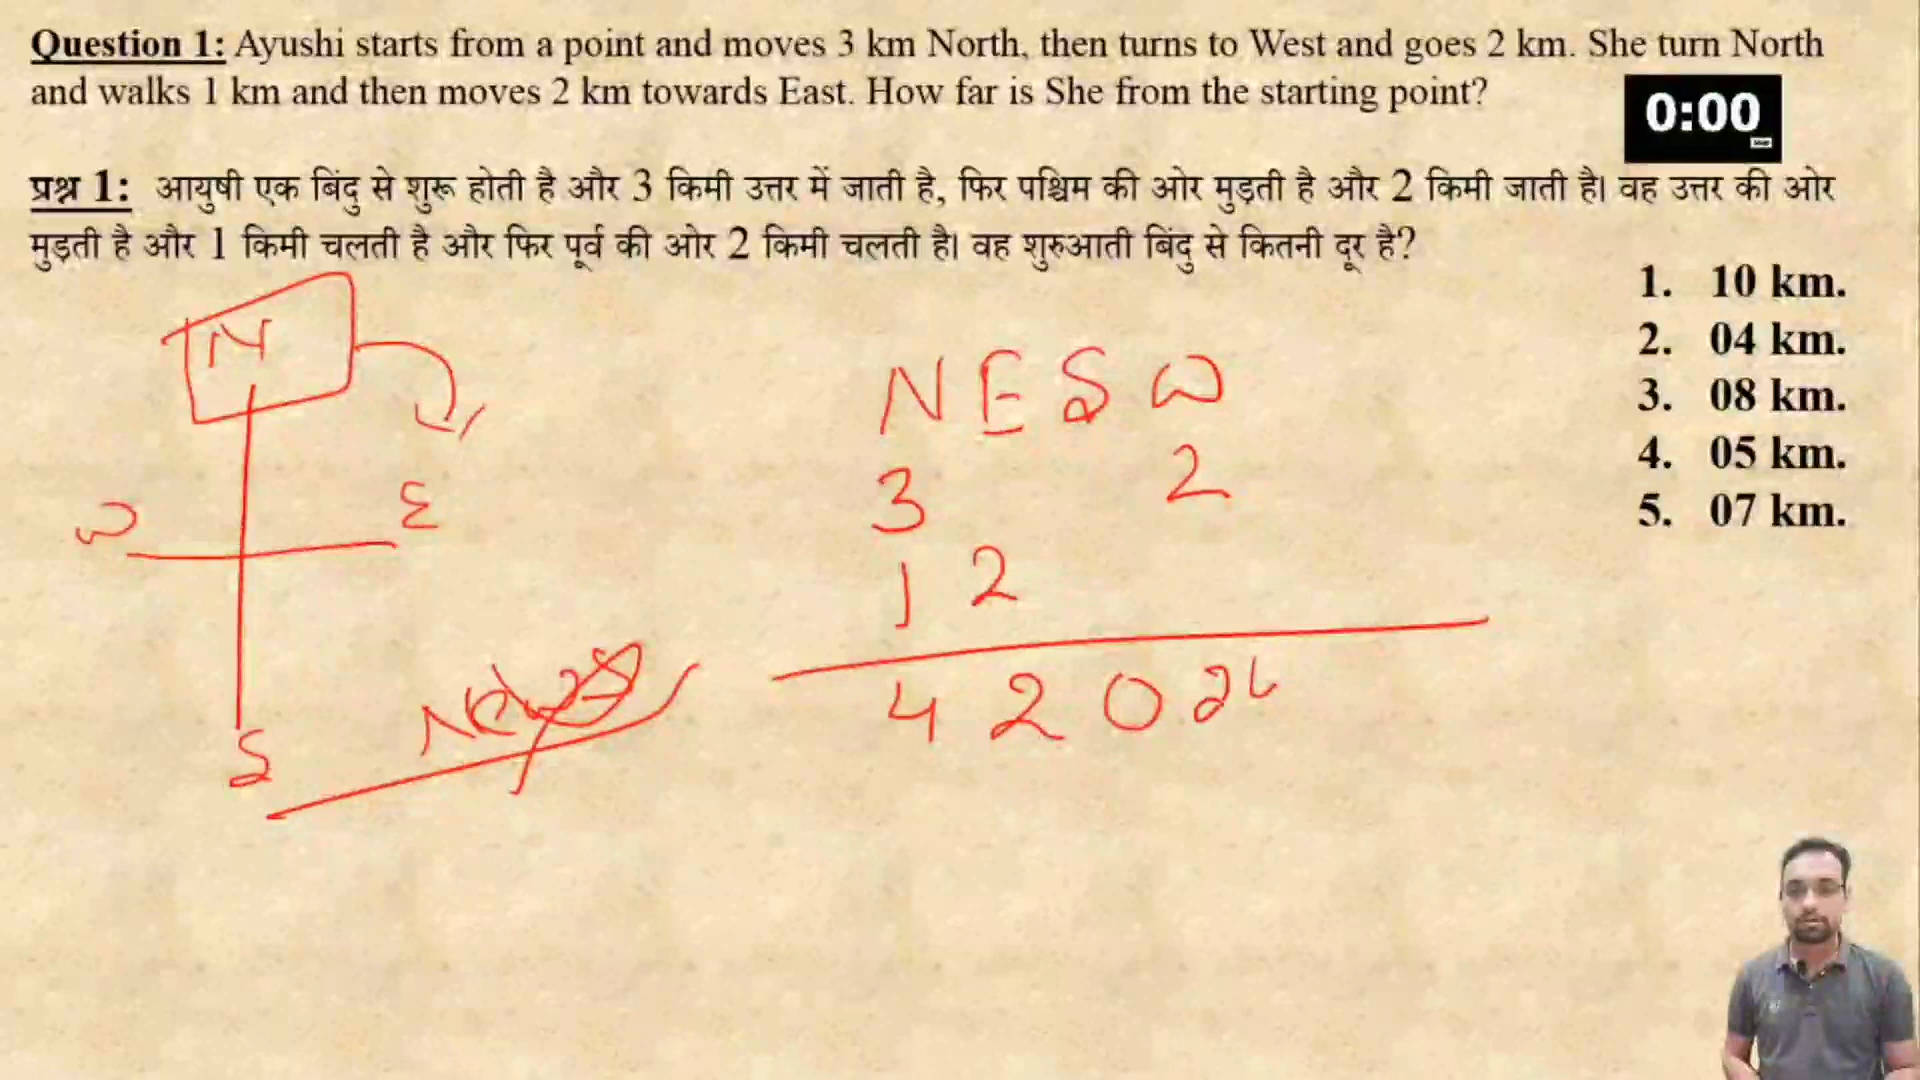 Question 1: Ayushi starts from a point and moves 3 km North, then turns to West and goes 2 km. She turn North
and walks 1 km and then moves 2 km towards East. How far is She from the starting point?
0:00
प्रश्न 1: आयुषी एक बिंदु से शुरू होती है और 3 किमी उत्तर में जाती है, फिर पश्चिम की ओर मुड़ती है और 2 किमी जाती है। वह उत्तर की ओर
मुड़ती है और 1 किमी चलती है और फिर पूर्व की ओर 2 किमी चलती है। वह शुरुआती बिंदु से कितनी दूर है?
1. 10 km.
2. 04 km.
3. 08 km.
4. 05 km.
5. 07 km.
N
W E
S
N E S W
3 2
1 2
4 2 0 2